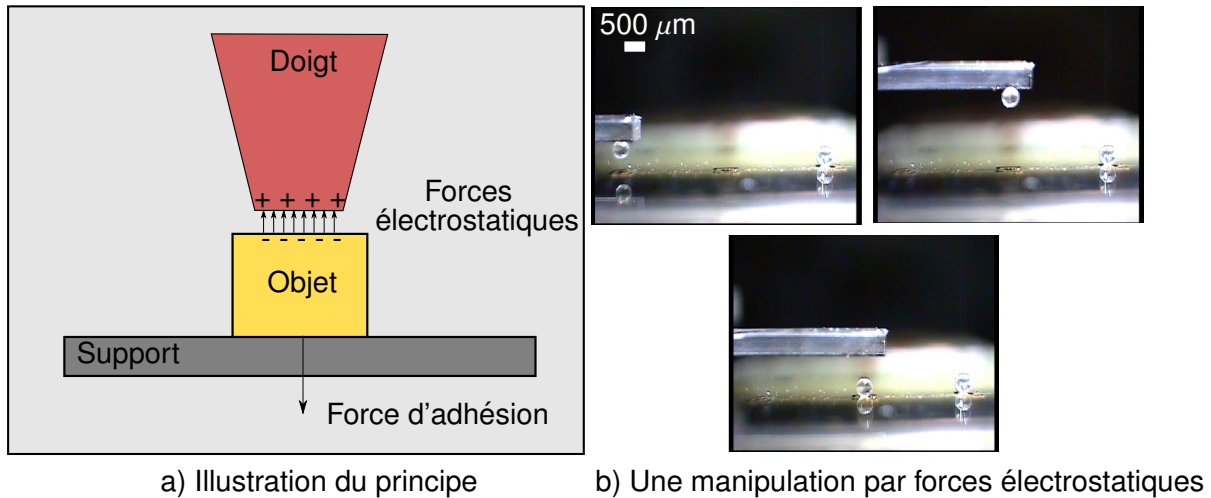 Doigt
+ + + + +
Forces
électrostatiques
- - - - - -
Objet
Support
Force d'adhésion
a) Illustration du principe
500 μm
b) Une manipulation par forces électrostatiques